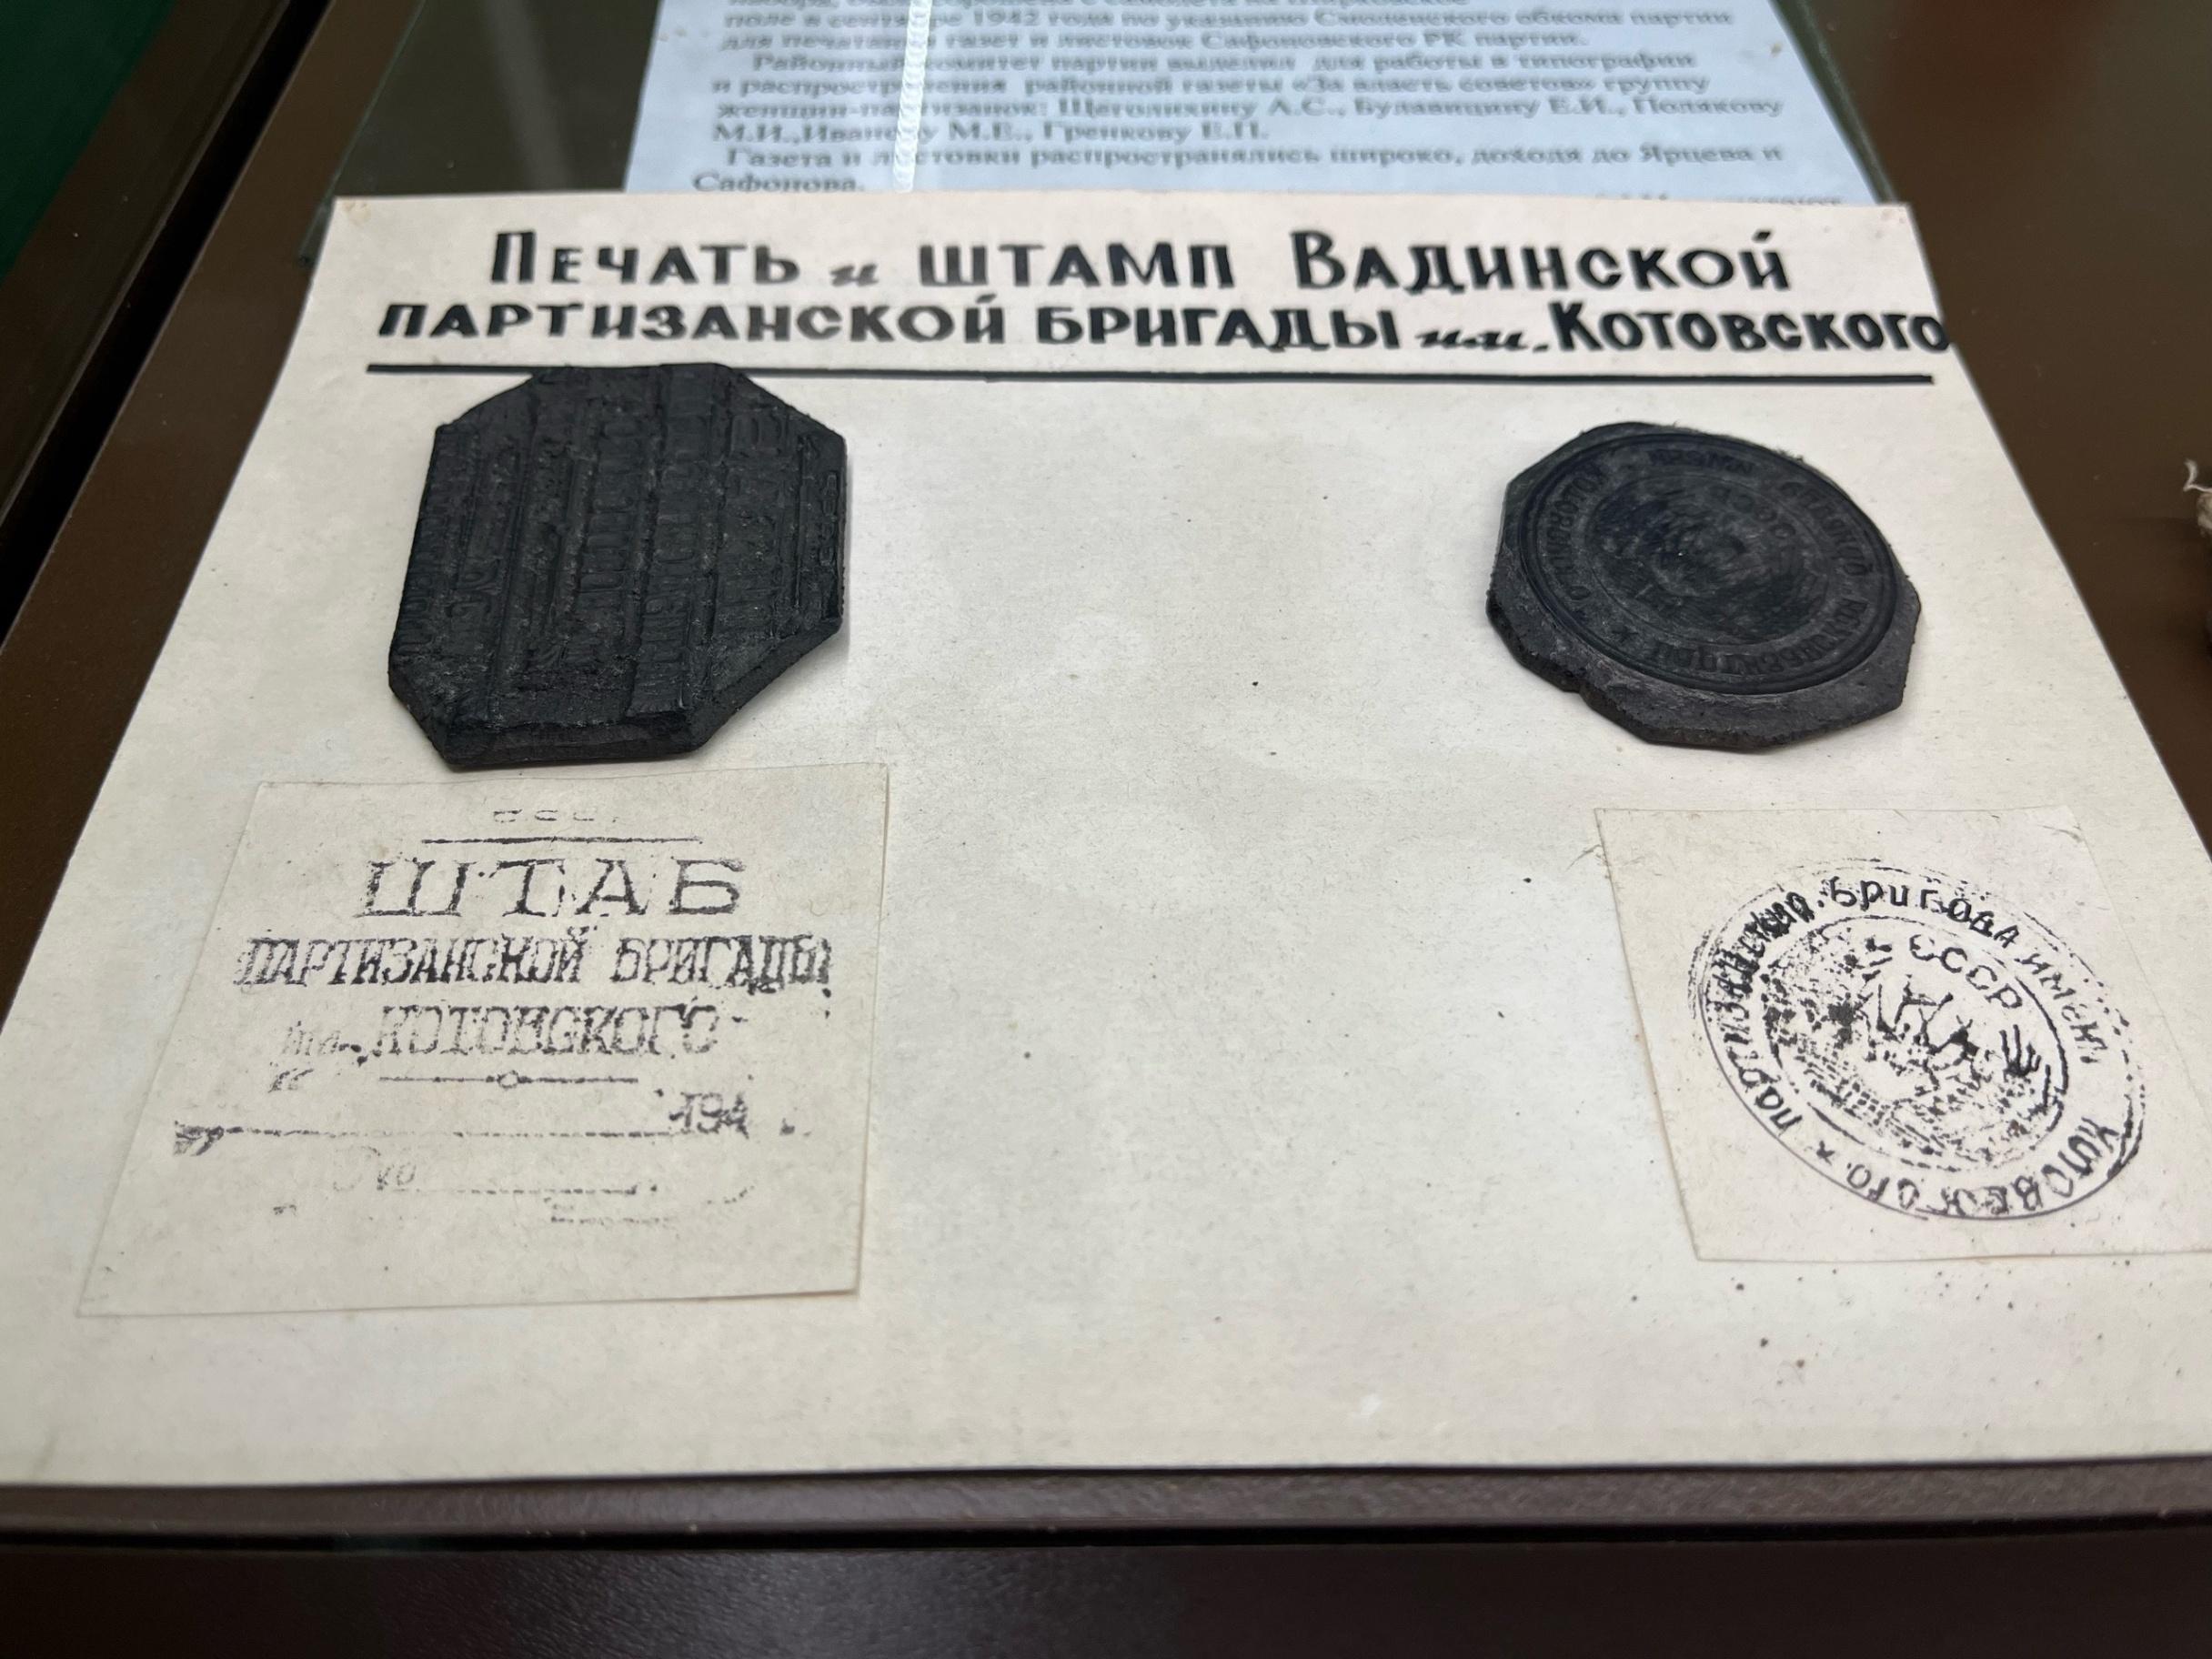 поле в сентябре 1942 года по указанию Смоленского обкома партии
для печатания газет и листовок Сафоновского РК партии.
Районный комитет партии выделил для работы в типографии
и распространения районной газеты «За власть советов» группу
женщин-партизанок: Щеголихину А.С., Булавицину Е.И., Полякову
М.И.,Иванову М.Е., Гренкову Е.П.
Газета и листовки распространялись широко, доходя до Ярцева и
Сафонова.
Печать и штамп Вадинской
партизанской бригады им. Котовского
СССР
ШТАБ
ПАРТИЗАНСКОЙ БРИГАДЫ
им. КОТОВСКОГО
194
партизанская бригада имени Котовского.
СССР